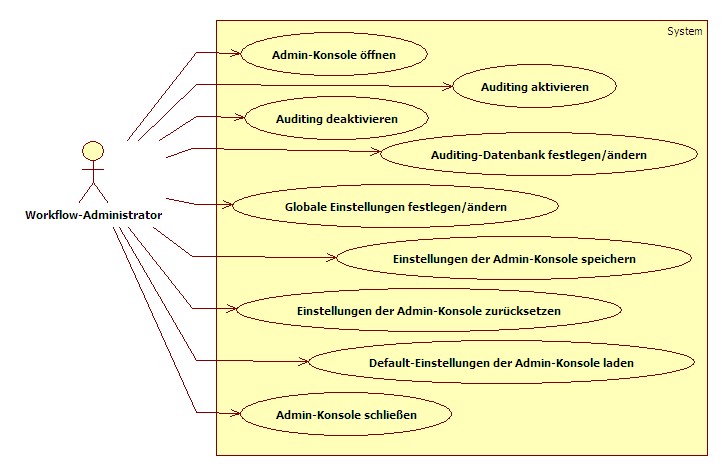 System
Admin-Konsole öffnen
Auditing aktivieren
Auditing deaktivieren
Auditing-Datenbank festlegen/ändern
Workflow-Administrator
Globale Einstellungen festlegen/ändern
Einstellungen der Admin-Konsole speichern
Einstellungen der Admin-Konsole zurücksetzen
Default-Einstellungen der Admin-Konsole laden
Admin-Konsole schließen